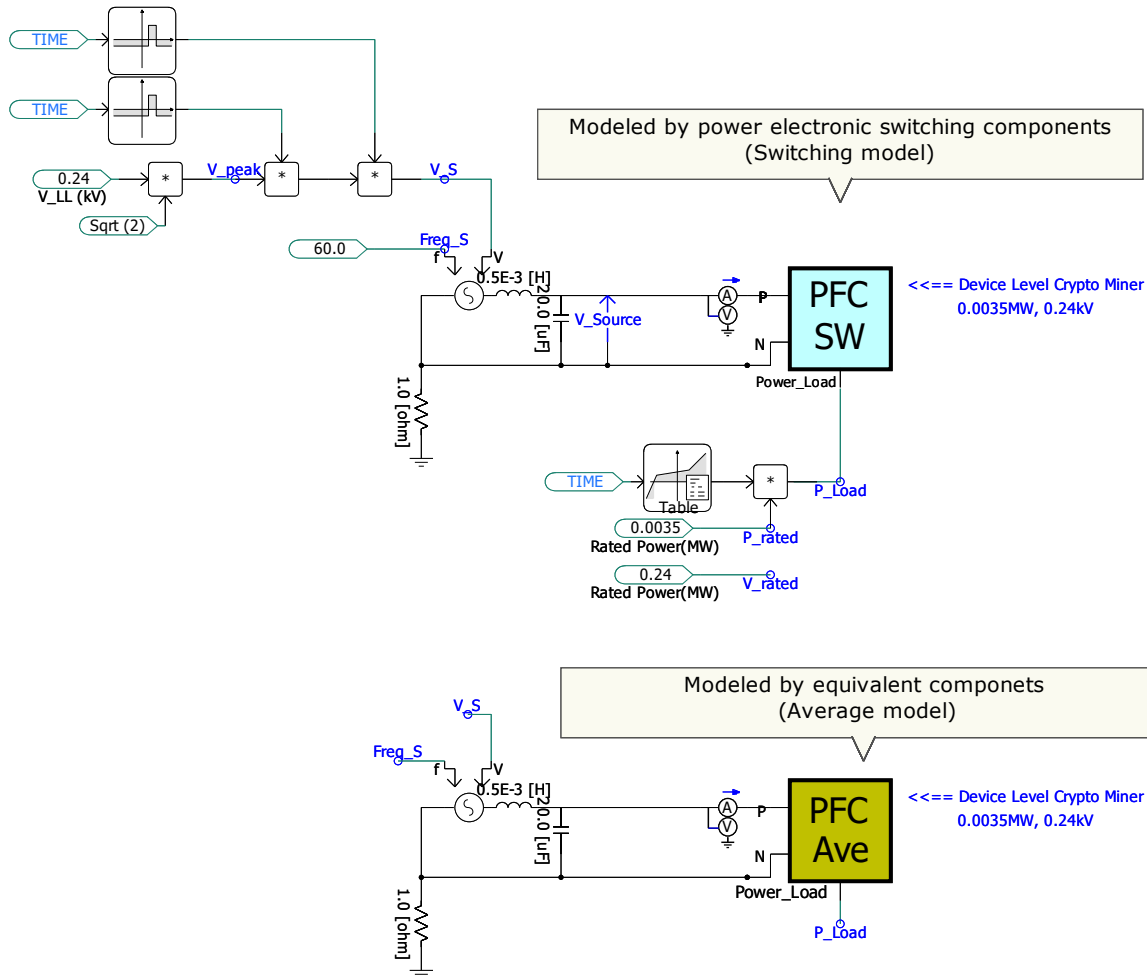 TIME
TIME
Modeled by power electronic switching components
(Switching model)
0.24
V_LL (kV)
*
V_peak
*
*
V_S
Sqrt (2)
60.0
Freq_S
f
V
0.5E-3 [H]
20.0 [uF]
V_Source
A
V
P
N
PFC
SW
<<== Device Level Crypto Miner
0.0035MW, 0.24kV
Power_Load
1.0 [ohm]
TIME
Table
*
P_Load
0.0035
Rated Power(MW)
P_rated
0.24
Rated Power(MW)
V_rated
Modeled by equivalent componets
(Average model)
V_S
Freq_S
f
V
0.5E-3 [H]
20.0 [uF]
A
V
P
N
PFC
Ave
<<== Device Level Crypto Miner
0.0035MW, 0.24kV
Power_Load
1.0 [ohm]
P_Load